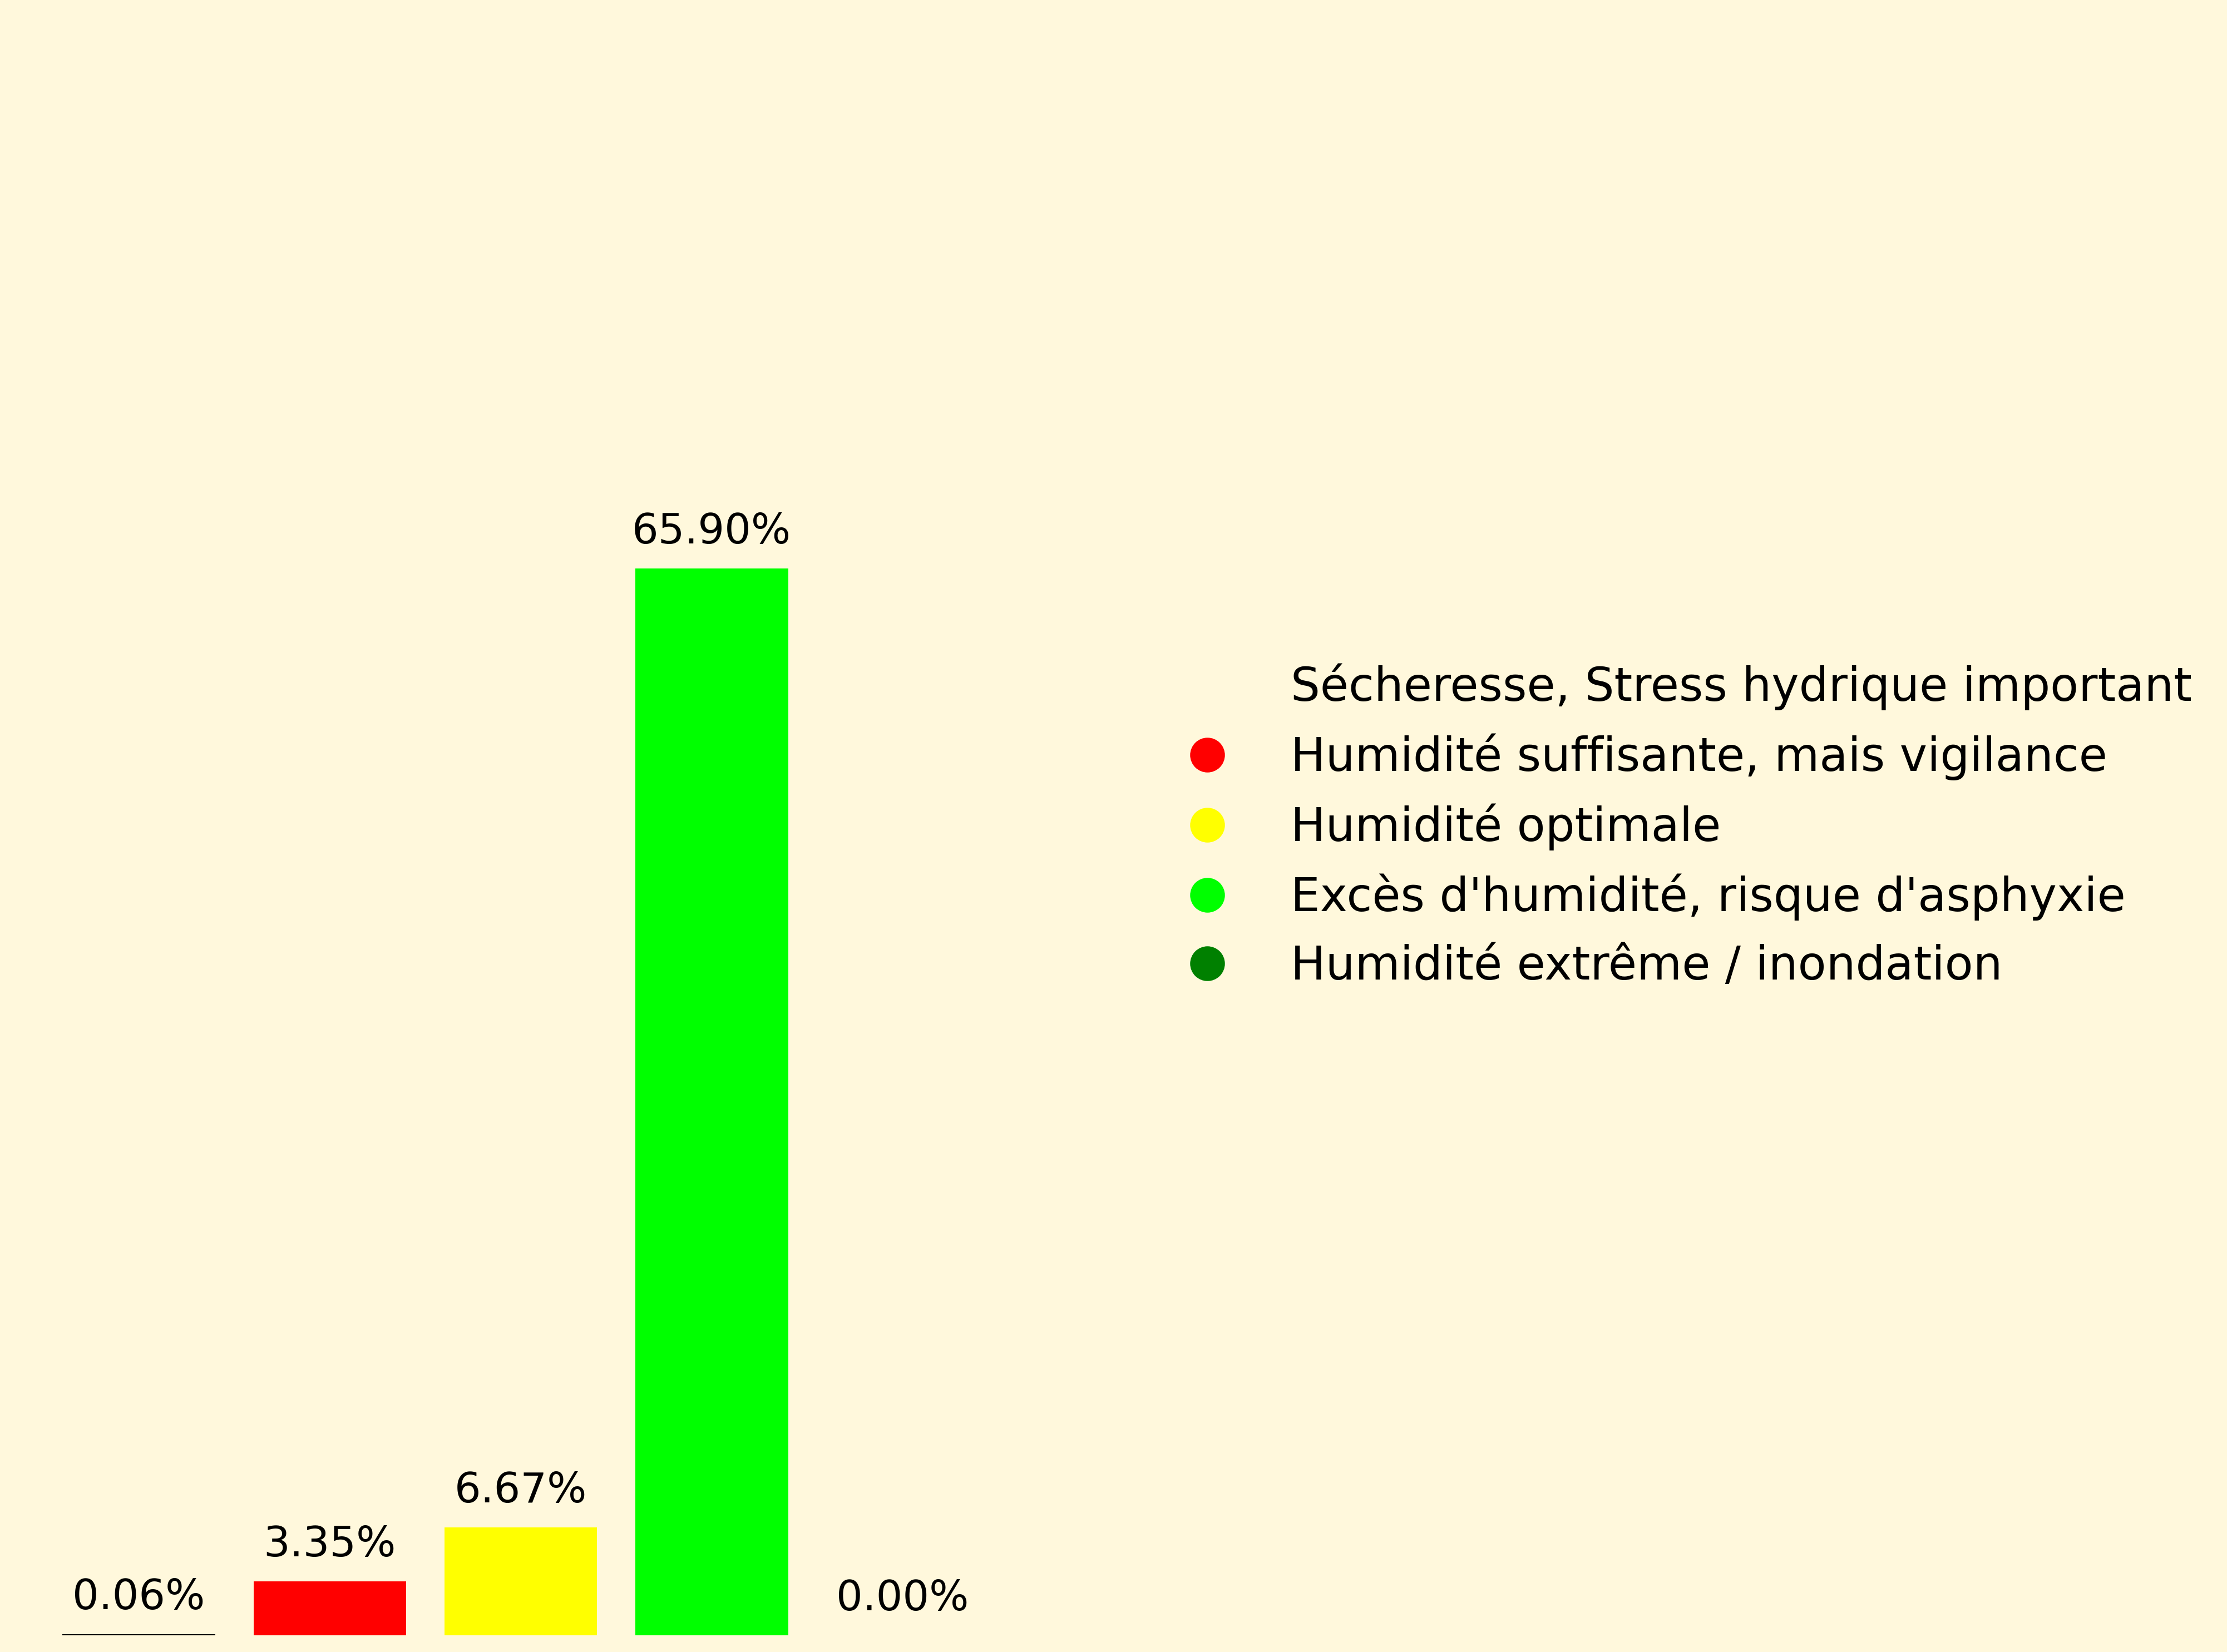 65.90%
Sécheresse, Stress hydrique important
Humidité suffisante, mais vigilance
Humidité optimale
Excès d'humidité, risque d'asphyxie
Humidité extrême / inondation
6.67%
3.35%
0.06%
0.00%